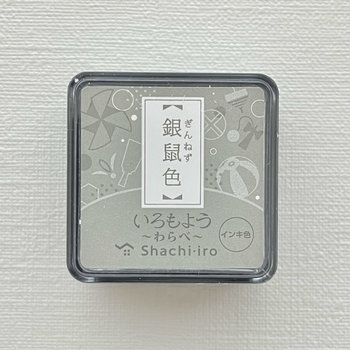 ぎんねず
【銀鼠色】
いろもよう
~わらべ~
Shachi・iro
インキ色